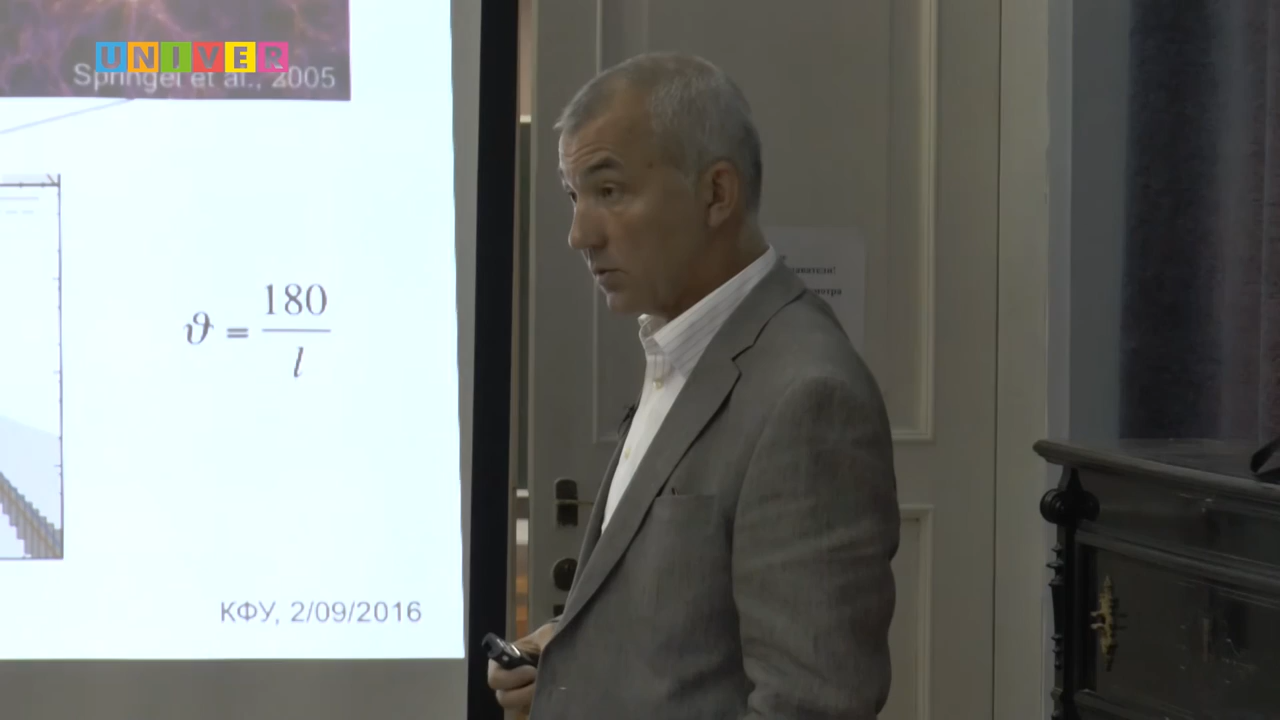 UNIVER
Springel et al., 2005
ϑ = 180 / l
КФУ, 2/09/2016